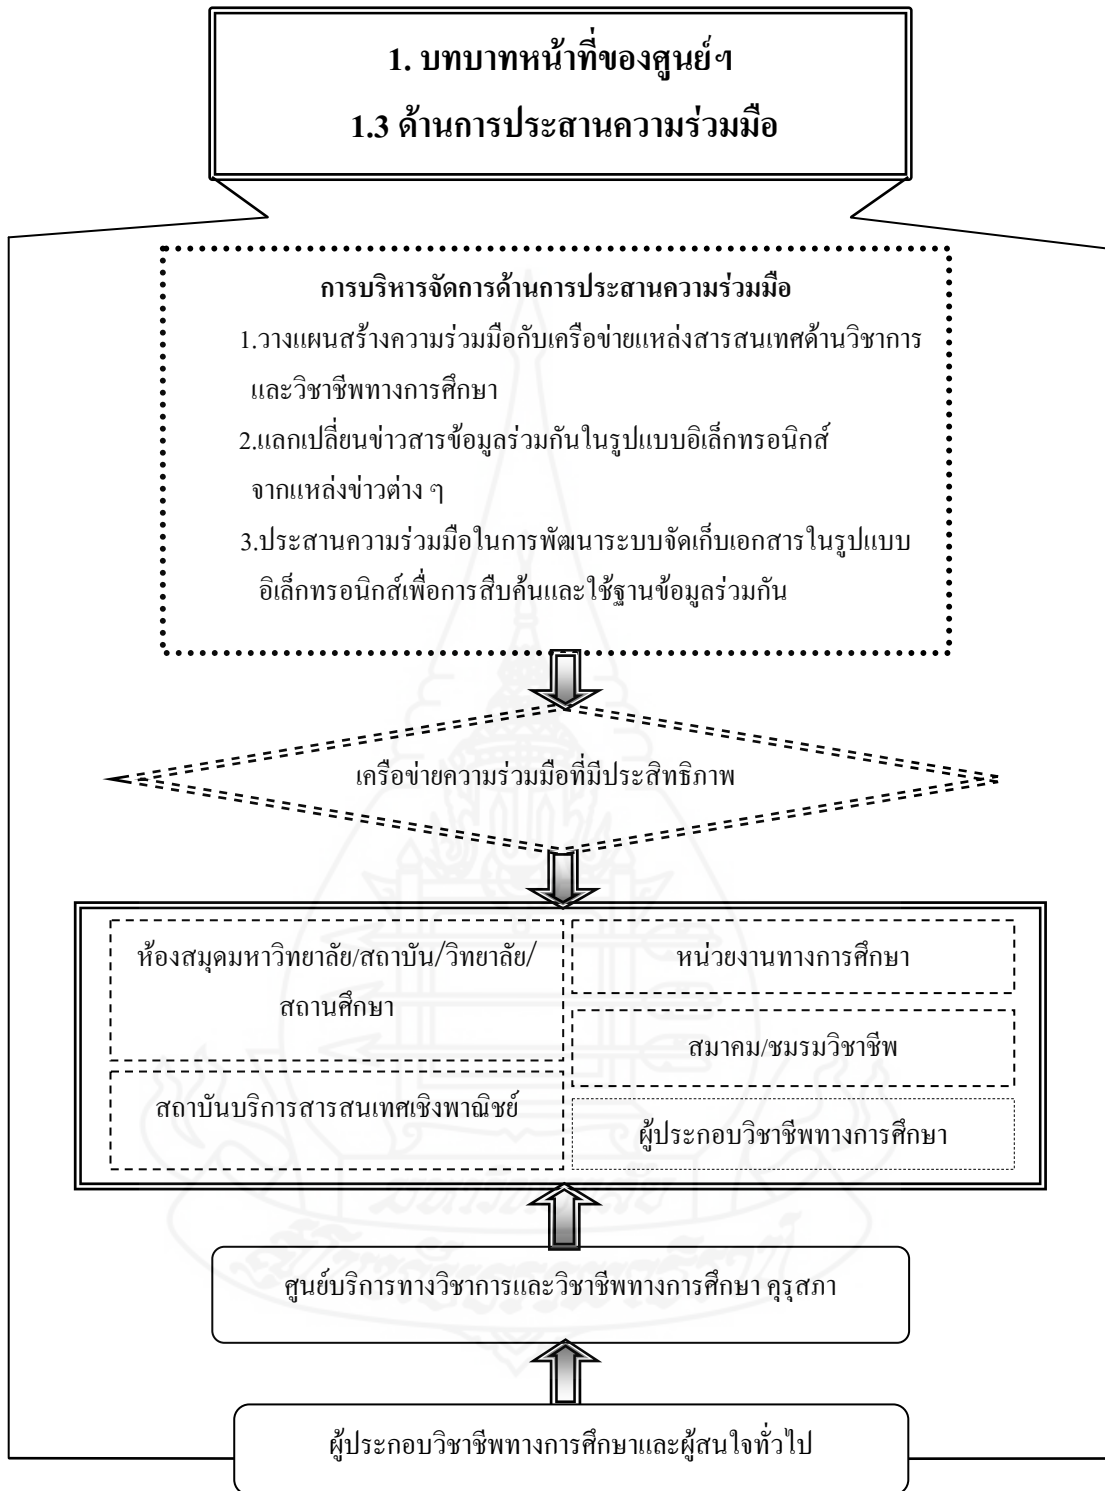 1. บทบาทหน้าที่ของศูนย์ฯ
1.3 ด้านการประสานความร่วมมือ
การบริหารจัดการด้านการประสานความร่วมมือ
1.วางแผนสร้างความร่วมมือกับเครือข่ายแหล่งสารสนเทศด้านวิชาการ
และวิชาชีพทางการศึกษา
2.แลกเปลี่ยนข่าวสารข้อมูลร่วมกันในรูปแบบอิเล็กทรอนิกส์
จากแหล่งข่าวต่าง ๆ
3.ประสานความร่วมมือในการพัฒนาระบบจัดเก็บเอกสารในรูปแบบ
อิเล็กทรอนิกส์เพื่อการสืบค้นและใช้ฐานข้อมูลร่วมกัน
เครือข่ายความร่วมมือที่มีประสิทธิภาพ
ห้องสมุดมหาวิทยาลัย/สถาบัน/วิทยาลัย/
สถานศึกษา
หน่วยงานทางการศึกษา
สมาคม/ชมรมวิชาชีพ
สถาบันบริการสารสนเทศเชิงพาณิชย์
ผู้ประกอบวิชาชีพทางการศึกษา
มหาวิทยาลัย
สุโขทัยธรรมาธิราช
ศูนย์บริการทางวิชาการและวิชาชีพทางการศึกษา คุรุสภา
ผู้ประกอบวิชาชีพทางการศึกษาและผู้สนใจทั่วไป